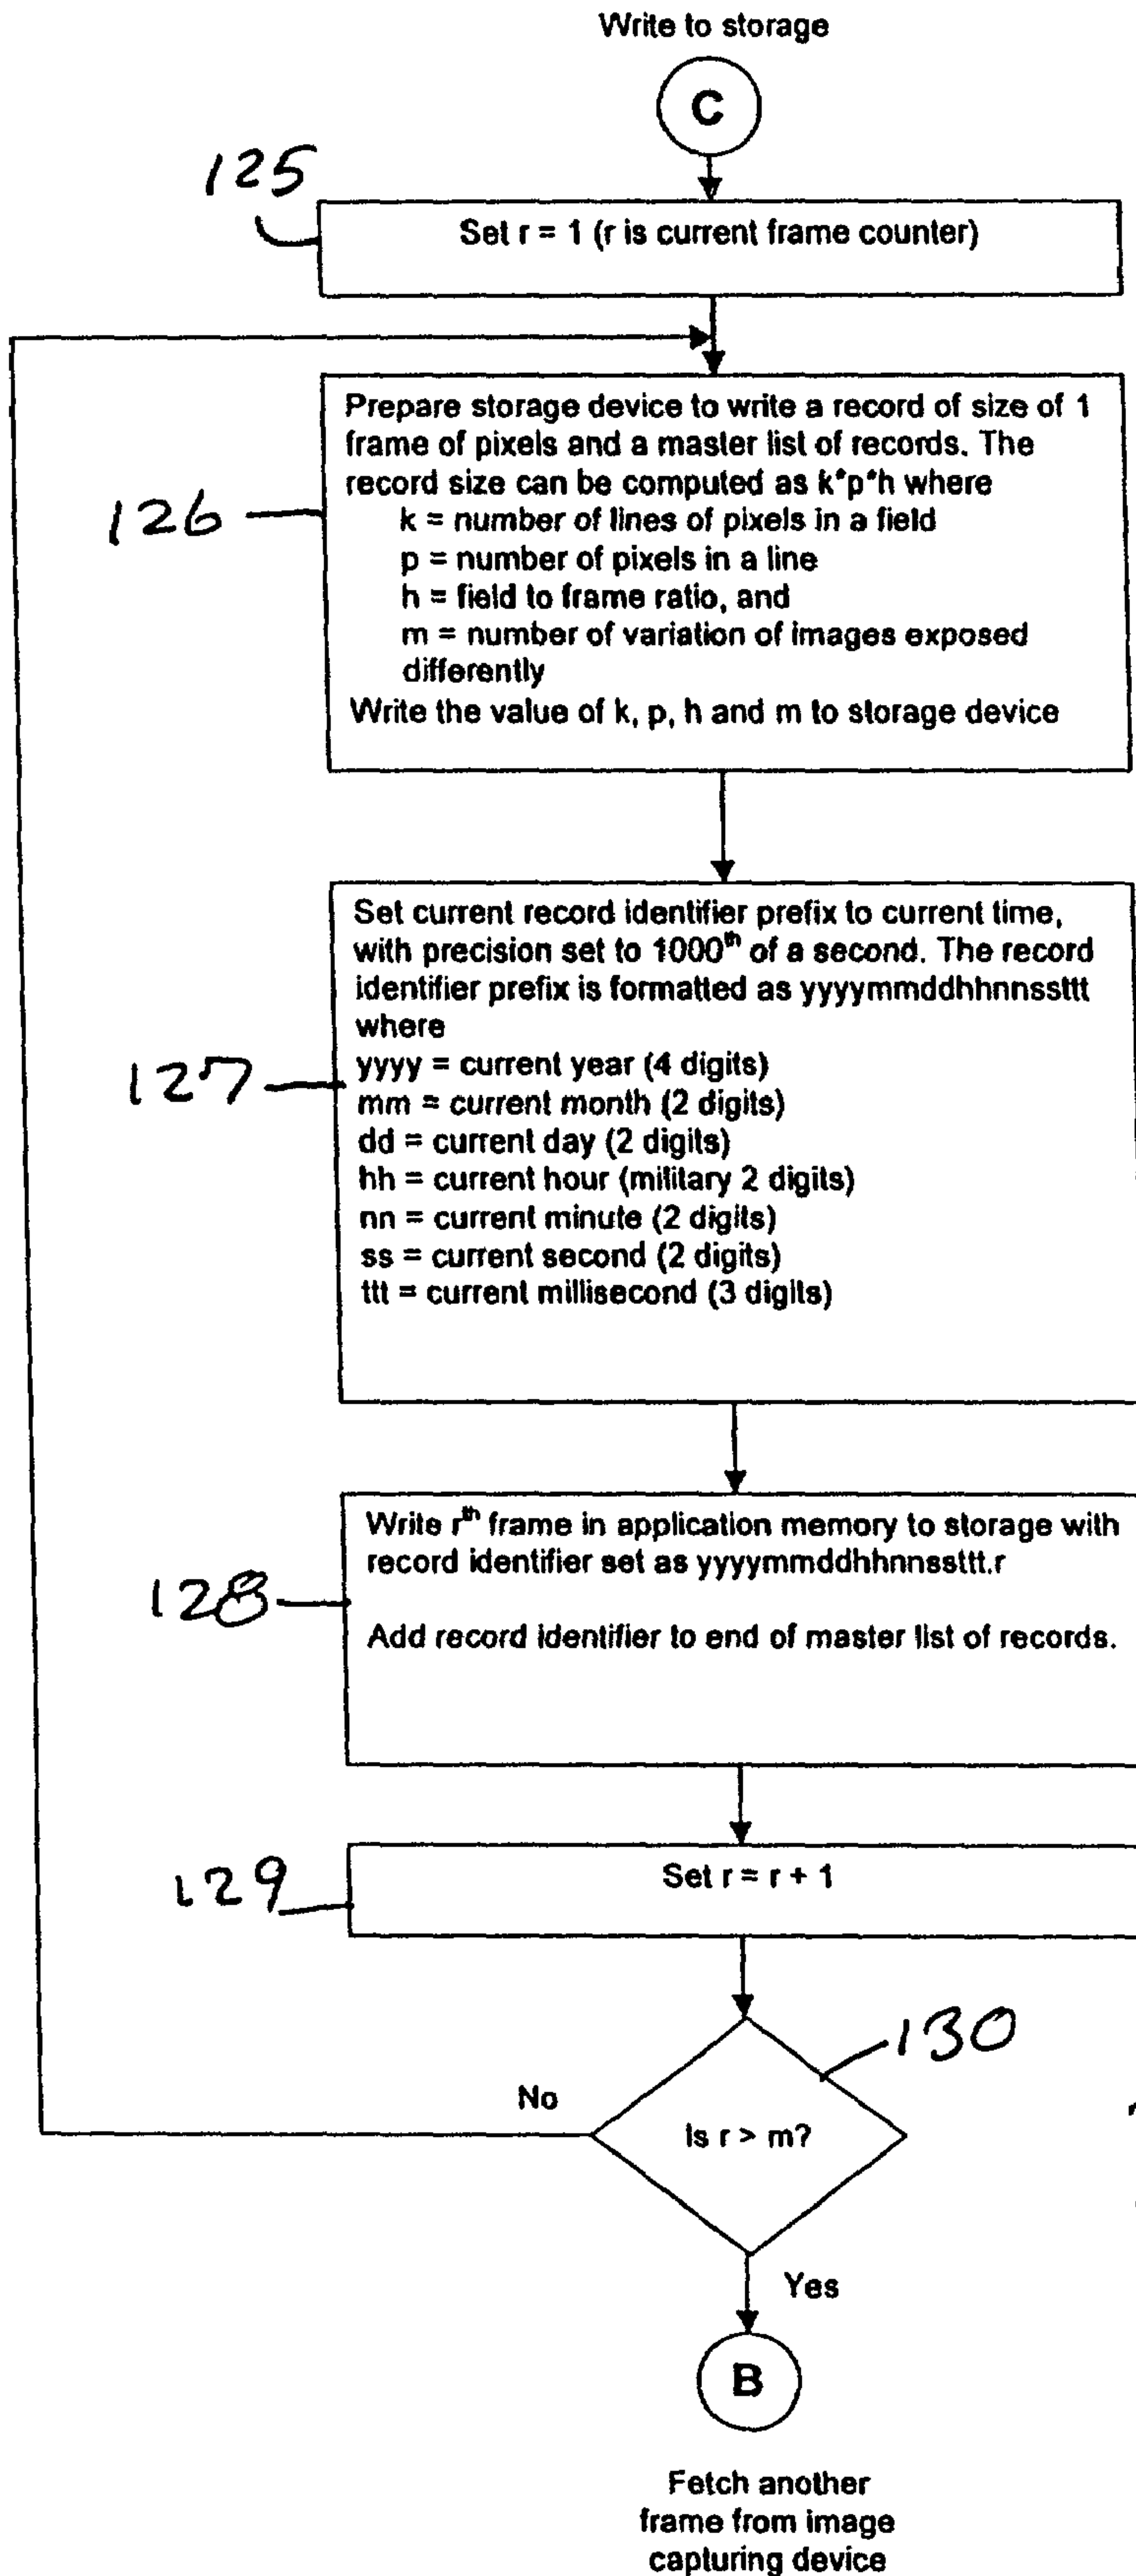 Write to storage
C
125
Set r = 1 (r is current frame counter)
126
Prepare storage device to write a record of size of 1
frame of pixels and a master list of records. The
record size can be computed as k*p*h where
k = number of lines of pixels in a field
p = number of pixels in a line
h = field to frame ratio, and
m = number of variation of images exposed
differently
Write the value of k, p, h and m to storage device
127
Set current record identifier prefix to current time,
with precision set to 1000th of a second. The record
identifier prefix is formatted as yyyymmddhhnnssttt
where
yyyy = current year (4 digits)
mm = current month (2 digits)
dd = current day (2 digits)
hh = current hour (military 2 digits)
nn = current minute (2 digits)
ss = current second (2 digits)
ttt = current millisecond (3 digits)
128
Write rth frame in application memory to storage with
record identifier set as yyyymmddhhnnssttt.r
Add record identifier to end of master list of records.
129
Set r = r + 1
130
No
Is r > m?
Yes
B
Fetch another
frame from image
capturing device